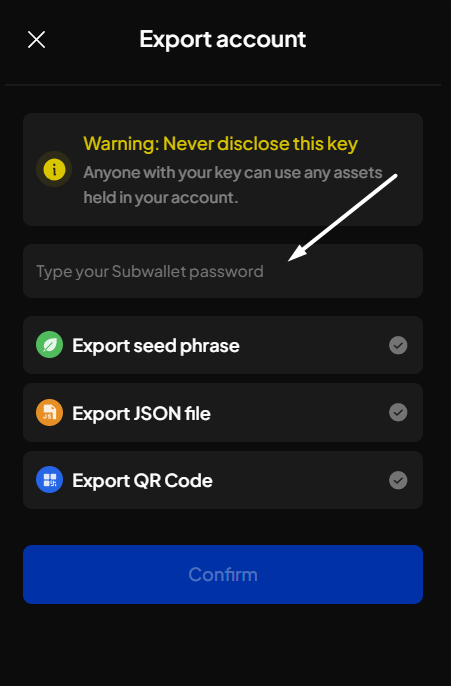 Export account
Warning: Never disclose this key
Anyone with your key can use any assets
held in your account.
Type your Subwallet password
Export seed phrase
Export JSON file
Export QR Code
Confirm